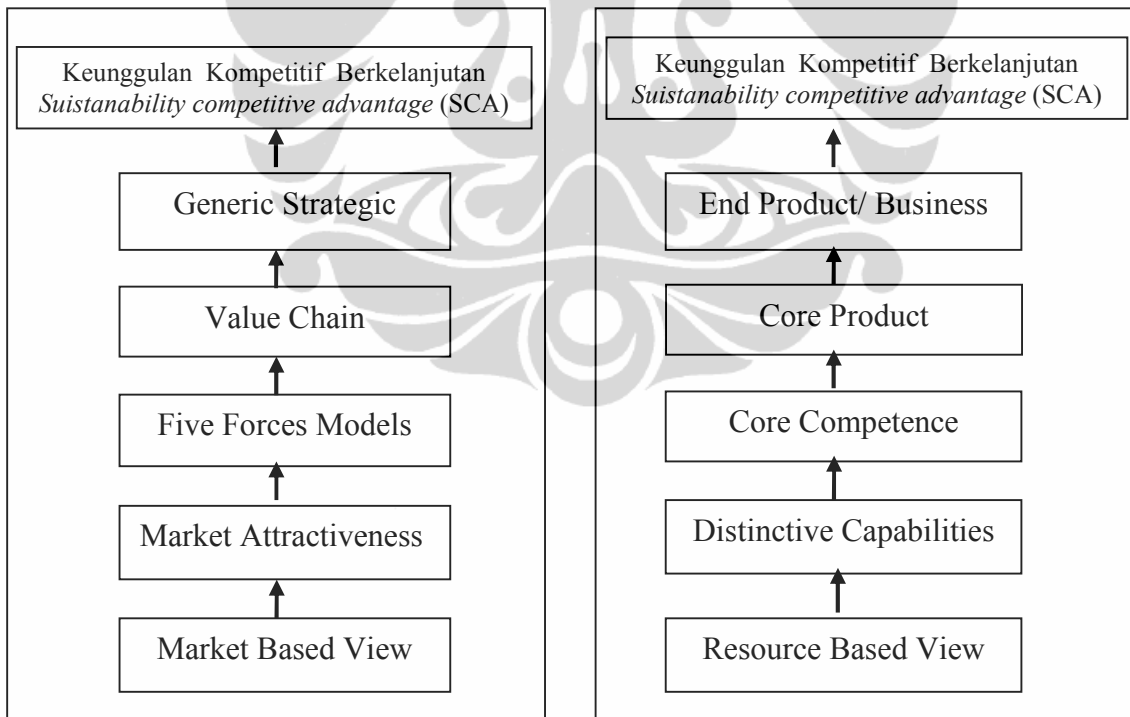 Keunggulan Kompetitif Berkelanjutan
Suistanability competitive advantage (SCA)
Generic Strategic
Value Chain
Five Forces Models
Market Attractiveness
Market Based View
Keunggulan Kompetitif Berkelanjutan
Suistanability competitive advantage (SCA)
End Product/ Business
Core Product
Core Competence
Distinctive Capabilities
Resource Based View